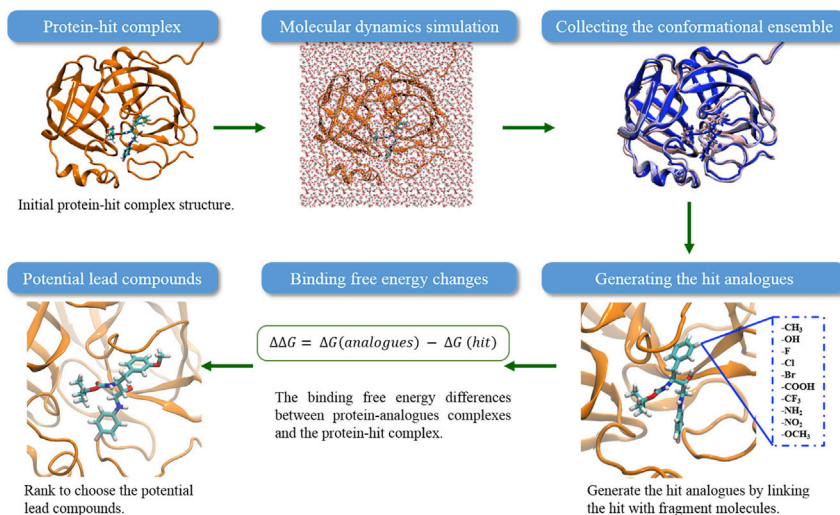 Protein-hit complex
Molecular dynamics simulation
Collecting the conformational ensemble
Initial protein-hit complex structure.
Potential lead compounds
Binding free energy changes
Generating the hit analogues
ΔΔG = ΔG(analogues) − ΔG (hit)
The binding free energy differences
between protein-analogues complexes
and the protein-hit complex.
-CH₃
-OH
-F
-Cl
-Br
-COOH
-CF₃
-NH₂
-NO₂
-OCH₃
Rank to choose the potential
lead compounds.
Generate the hit analogues by linking
the hit with fragment molecules.